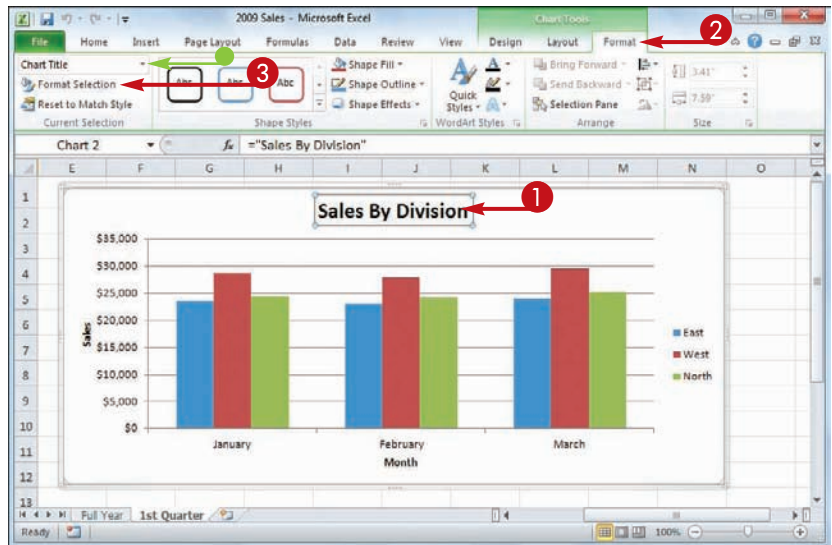 2009 Sales - Microsoft Excel
Chart Tools
File Home Insert Page Layout Formulas Data Review View Design Layout Format
2
Chart Title
Format Selection
3
Reset to Match Style
Current Selection
Abc Abc Abc
Shape Fill
Shape Outline
Shape Effects
Shape Styles
Quick Styles
A
A
WordArt Styles
Bring Forward
Send Backward
Selection Pane
Arrange
3.41"
7.59"
Size
Chart 2 fx ="Sales By Division"
E F G H I J K L M N O
1
2
3
4
5
6
7
8
9
10
11
12
13
Sales By Division
1
$35,000
$30,000
$25,000
$20,000
$15,000
$10,000
$5,000
$0
Sales
January February March
Month
East
West
North
Full Year 1st Quarter
Ready 100%